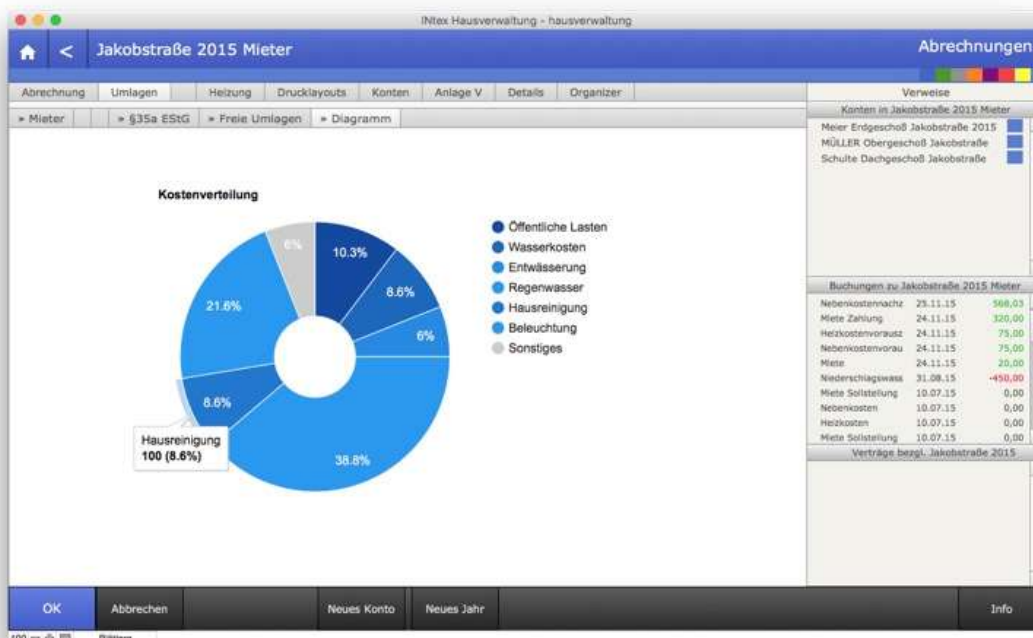 INtex Hausverwaltung - hausverwaltung
< Jakobstraße 2015 Mieter
Abrechnungen
Abrechnung Umlagen Heizung Drucklayouts Konten Anlage V Details Organizer
» Mieter » §35a EStG » Freie Umlagen » Diagramm
Kostenverteilung
10.3%
8.6%
6%
38.8%
8.6%
21.6%
6%
Hausreinigung
100 (8.6%)
Öffentliche Lasten
Wasserkosten
Entwässerung
Regenwasser
Hausreinigung
Beleuchtung
Sonstiges
Verweise
Konten in Jakobstraße 2015 Mieter
Meier Erdgeschoß Jakobstraße 2015
MÜLLER Obergeschoß Jakobstraße
Schulte Dachgeschoß Jakobstraße
Buchungen zu Jakobstraße 2015 Mieter
Nebenkostennachz 25.11.15 568,03
Miete Zahlung 24.11.15 320,00
Heizkostenvorausz 24.11.15 75,00
Nebenkostenvorau 24.11.15 75,00
Miete 24.11.15 20,00
Niederschlagswass 31.08.15 -450,00
Miete Sollstellung 10.07.15 0,00
Nebenkosten 10.07.15 0,00
Heizkosten 10.07.15 0,00
Miete Sollstellung 10.07.15 0,00
Verträge bezgl. Jakobstraße 2015
OK Abbrechen Neues Konto Neues Jahr Info